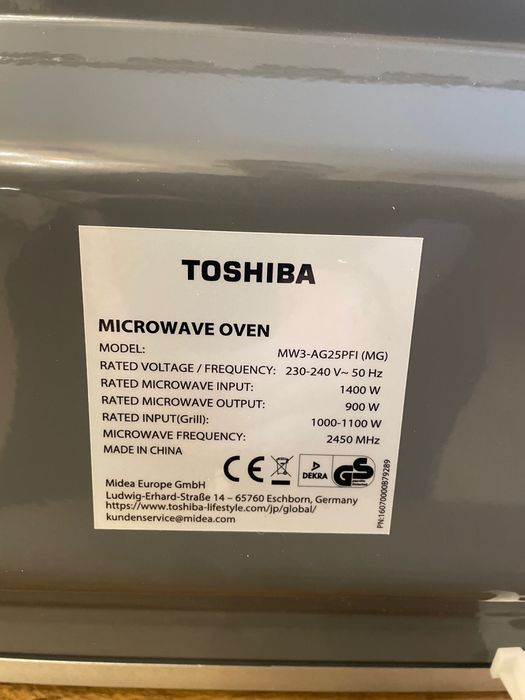 TOSHIBA
MICROWAVE OVEN
MODEL: MW3-AG25PFI (MG)
RATED VOLTAGE / FREQUENCY: 230-240 V~ 50 Hz
RATED MICROWAVE INPUT: 1400 W
RATED MICROWAVE OUTPUT: 900 W
RATED INPUT(Grill): 1000-1100 W
MICROWAVE FREQUENCY: 2450 MHz
MADE IN CHINA
CE
DEKRA
GS
Midea Europe GmbH
Ludwig-Erhard-Straße 14 – 65760 Eschborn, Germany
https://www.toshiba-lifestyle.com/jp/global/
kundenservice@midea.com
PN:16070000B79289